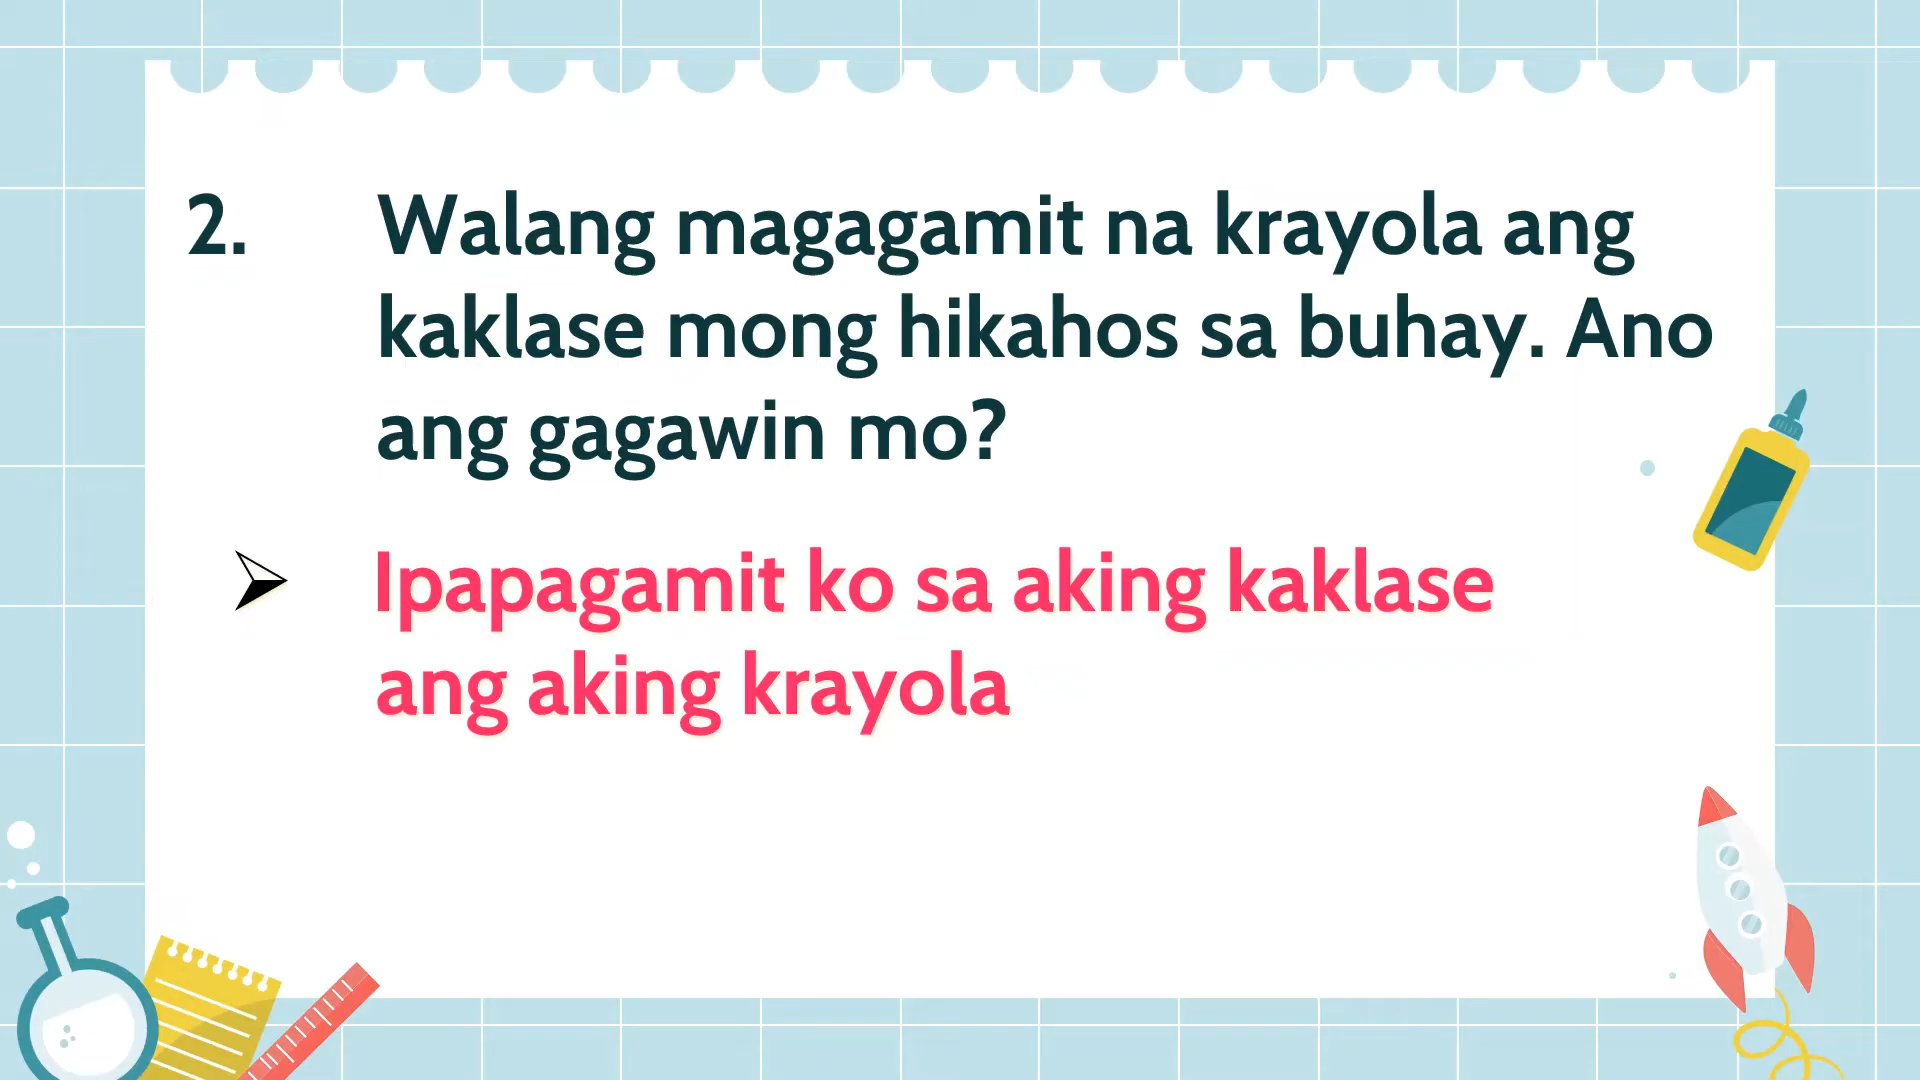 2. Walang magagamit na krayola ang
kaklase mong hikahos sa buhay. Ano
ang gagawin mo?
➢ Ipapagamit ko sa aking kaklase
ang aking krayola